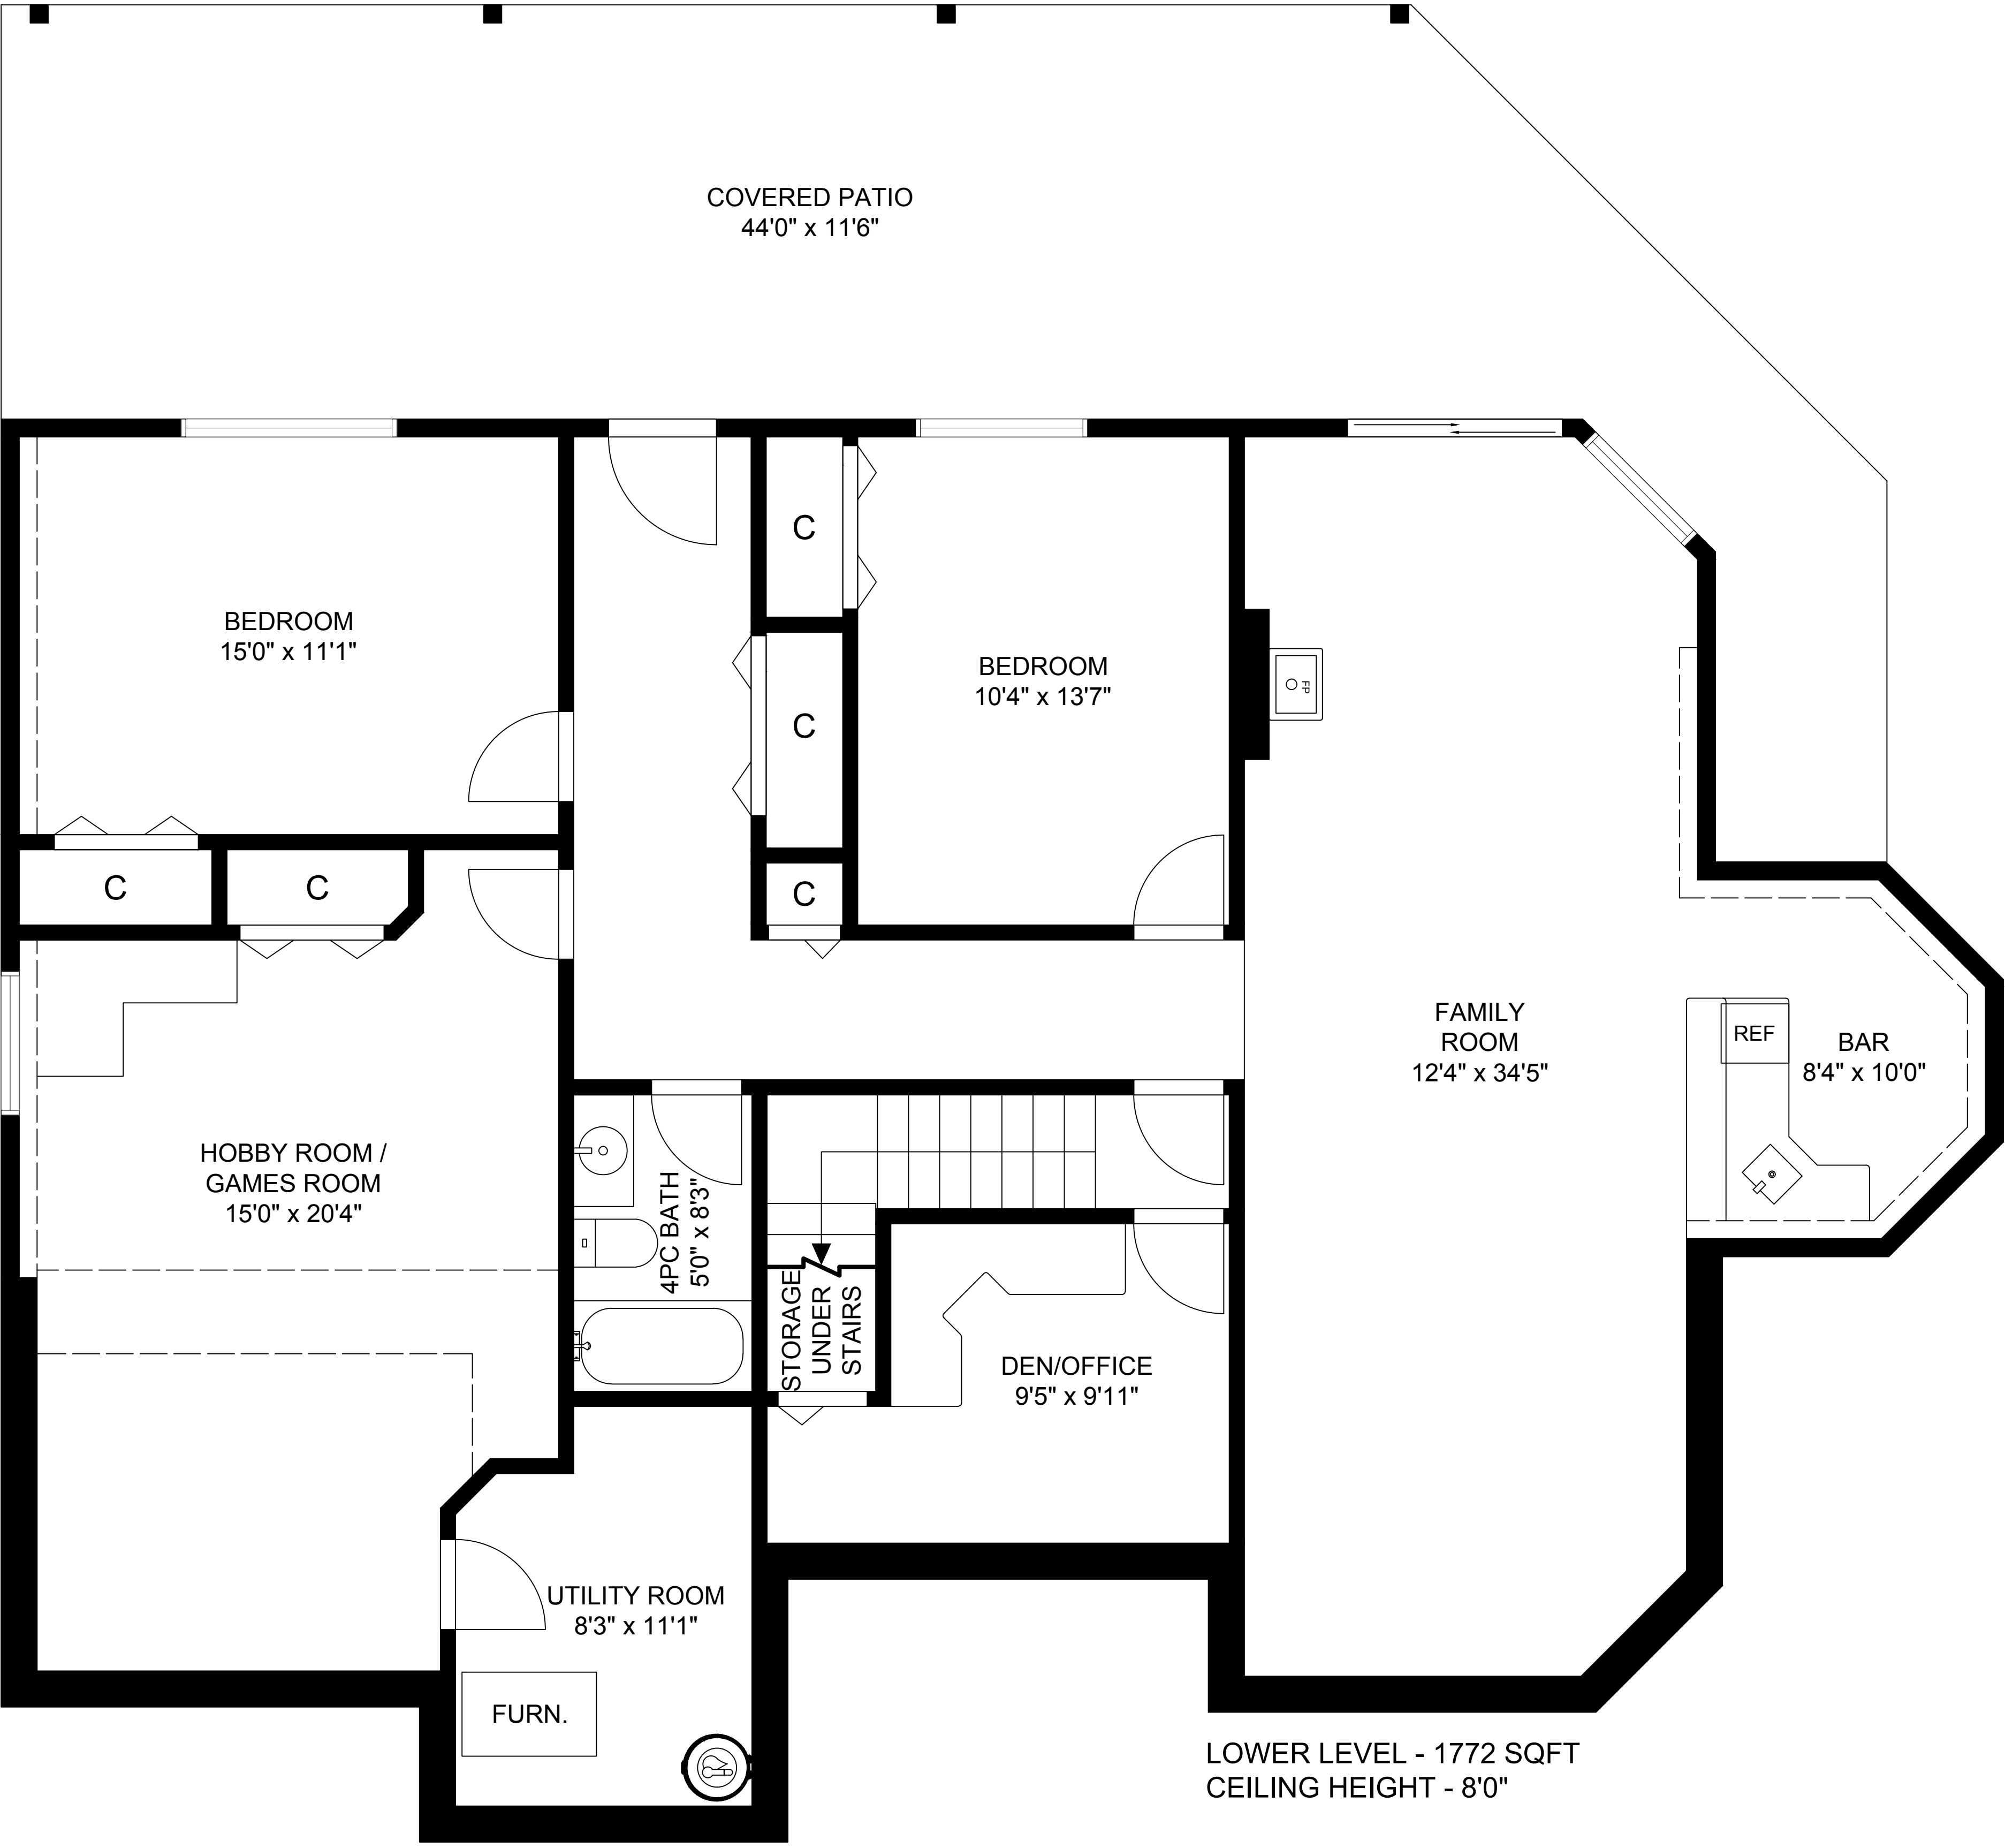 COVERED PATIO
44'0" x 11'6"
C
BEDROOM
15'0" x 11'1"
BEDROOM
10'4" x 13'7"
FP
C
C
C
C
FAMILY
ROOM
12'4" x 34'5"
REF
BAR
8'4" x 10'0"
HOBBY ROOM /
GAMES ROOM
15'0" x 20'4"
4PC BATH
5'0" x 8'3"
STORAGE
UNDER
STAIRS
DEN/OFFICE
9'5" x 9'11"
UTILITY ROOM
8'3" x 11'1"
FURN.
LOWER LEVEL - 1772 SQFT
CEILING HEIGHT - 8'0"